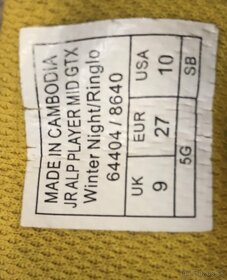 MADE IN CAMBODIA
JR ALP PLAYER MID GTX
Winter Night/Ringlo
64404 / 8640
USA EUR UK
10 27 9
SB 5G